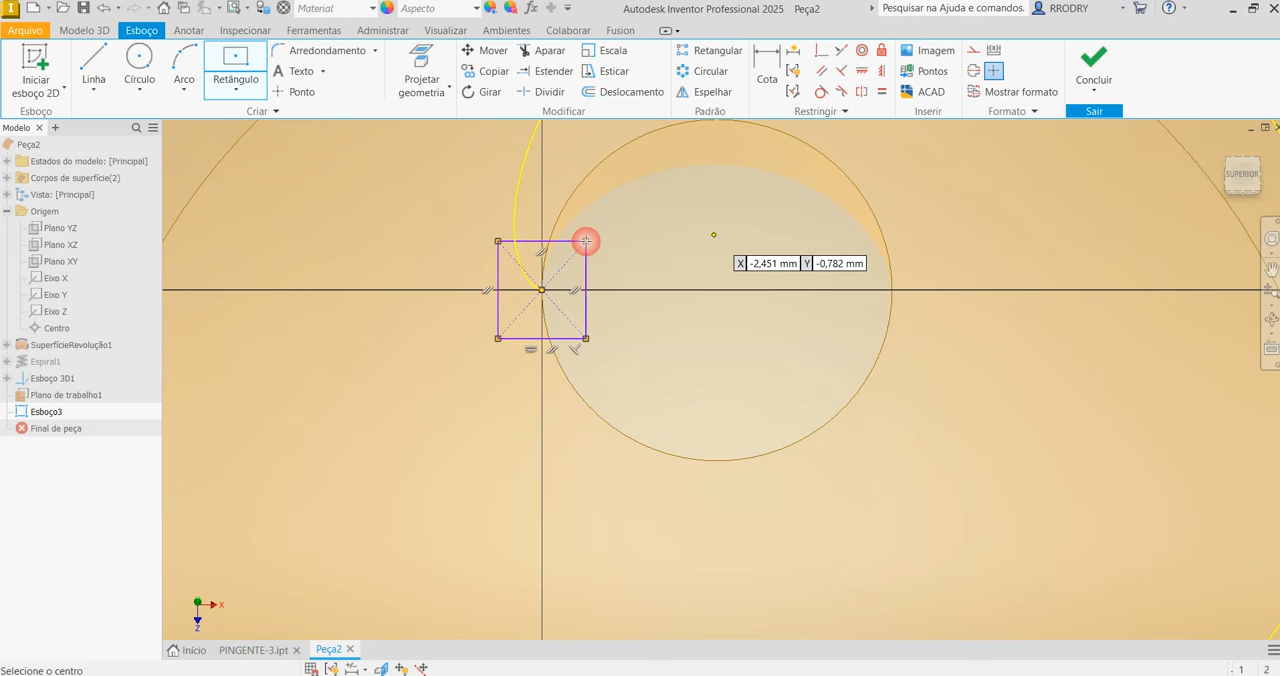 Material
Aspecto
Autodesk Inventor Professional 2025 Peça2
Pesquisar na Ajuda e comandos.
RRODRY
Arquivo Modelo 3D Esboço Anotar Inspecionar Ferramentas Administrar Visualizar Ambientes Colaborar Fusion
Iniciar
esboço 2D
Linha
Círculo
Arco
Retângulo
Arredondamento
Texto
Ponto
Projetar
geometria
Mover
Copiar
Girar
Aparar
Estender
Dividir
Escala
Esticar
Deslocamento
Retangular
Circular
Espelhar
Cota
Imagem
Pontos
ACAD
Mostrar formato
Concluir
Esboço
Criar
Modificar
Padrão
Restringir
Inserir
Formato
Sair
Modelo
Peça2
Estados do modelo: [Principal]
Corpos de superfície(2)
Vista: [Principal]
Origem
Plano YZ
Plano XZ
Plano XY
Eixo X
Eixo Y
Eixo Z
Centro
SuperfícieRevolução1
Espiral1
Esboço 3D1
Plano de trabalho1
Esboço3
Final de peça
SUPERIOR
X -2,451 mm Y -0,782 mm
X
Z
Início PINGENTE-3.ipt Peça2
Selecione o centro
1 2